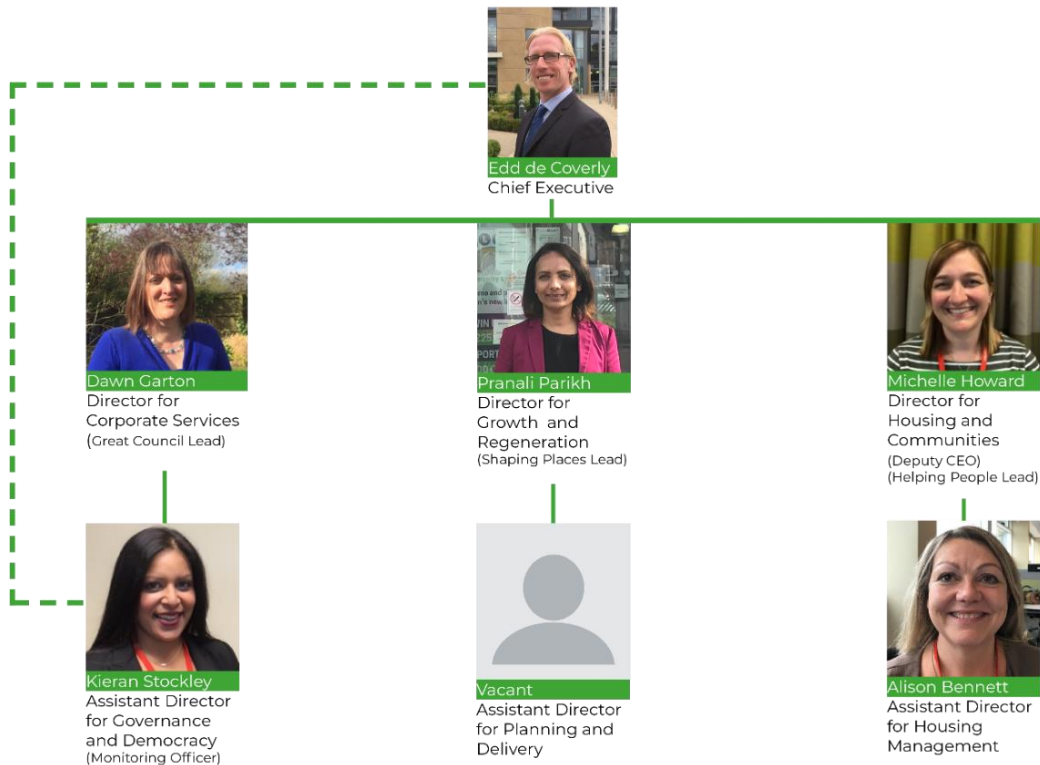 Edd de Coverly
Chief Executive
Dawn Garton
Director for
Corporate Services
(Great Council Lead)
Pranali Parikh
Director for
Growth and
Regeneration
(Shaping Places Lead)
Michelle Howard
Director for
Housing and
Communities
(Deputy CEO)
(Helping People Lead)
Kieran Stockley
Assistant Director
for Governance
and Democracy
(Monitoring Officer)
Vacant
Assistant Director
for Planning and
Delivery
Alison Bennett
Assistant Director
for Housing
Management